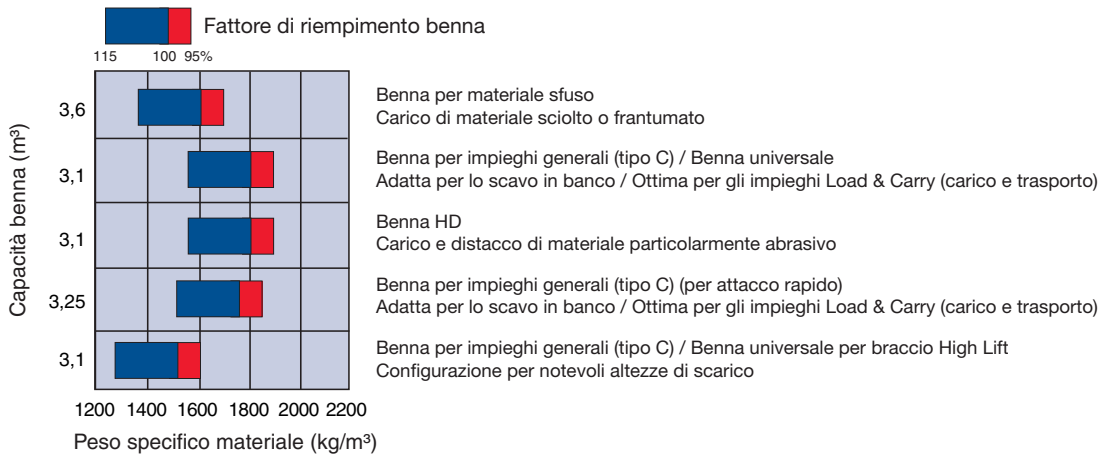 Fattore di riempimento benna
115 100 95%
Capacità benna (m³)
3,6
Benna per materiale sfuso
Carico di materiale sciolto o frantumato
3,1
Benna per impieghi generali (tipo C) / Benna universale
Adatta per lo scavo in banco / Ottima per gli impieghi Load & Carry (carico e trasporto)
3,1
Benna HD
Carico e distacco di materiale particolarmente abrasivo
3,25
Benna per impieghi generali (tipo C) (per attacco rapido)
Adatta per lo scavo in banco / Ottima per gli impieghi Load & Carry (carico e trasporto)
3,1
Benna per impieghi generali (tipo C) / Benna universale per braccio High Lift
Configurazione per notevoli altezze di scarico
1200 1400 1600 1800 2000 2200
Peso specifico materiale (kg/m³)